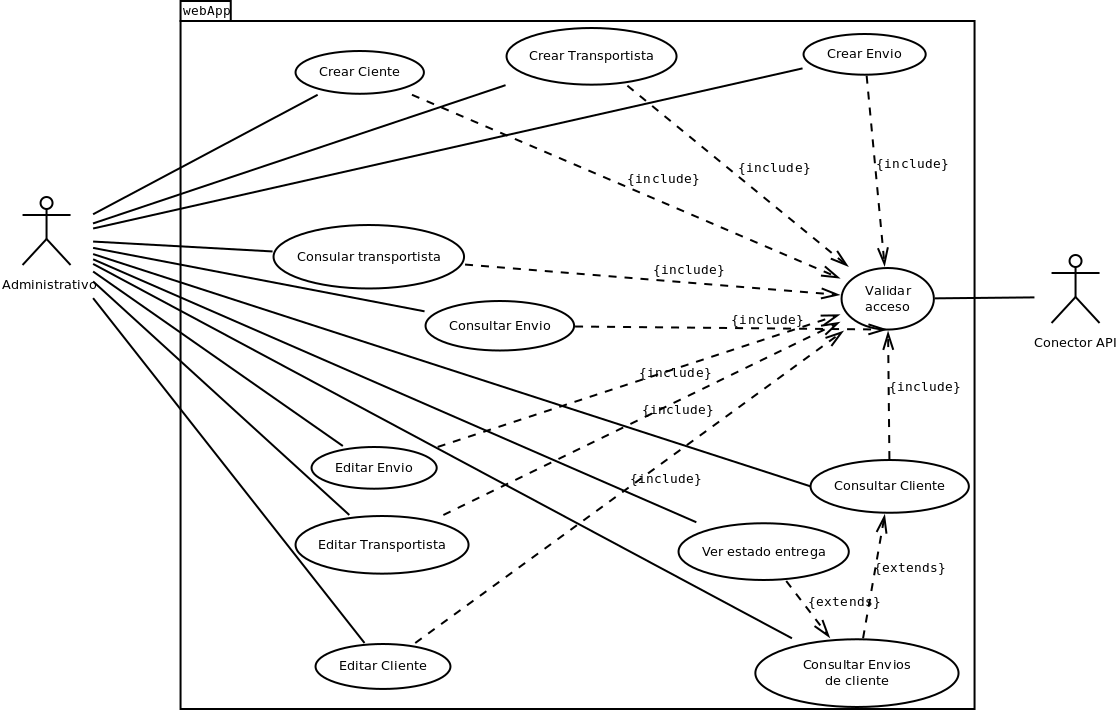 webApp
Crear Ciente
Crear Transportista
Crear Envio
{include}
{include}
{include}
Consular transportista
{include}
Administrativo
Validar
acceso
Consultar Envio
{include}
Conector API
{include}
{include}
{include}
Editar Envio
{include}
Consultar Cliente
Editar Transportista
Ver estado entrega
{extends}
{extends}
Editar Cliente
Consultar Envios
de cliente